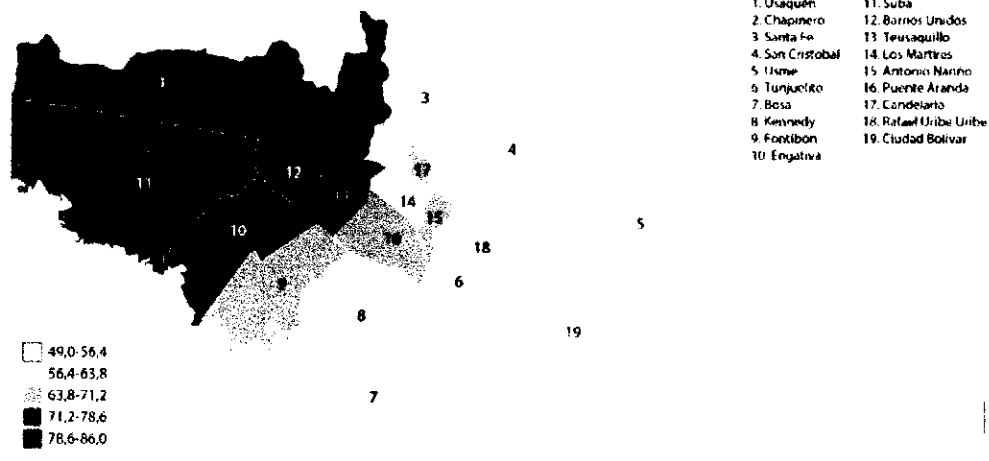 1. Usaquén
2. Chapinero
3. Santa Fe
4. San Cristobal
5. Usme
6. Tunjuelito
7. Bosa
8. Kennedy
9. Fontibón
10. Engativa
11. Suba
12. Barrios Unidos
13. Teusaquillo
14. Los Martires
15. Antonio Nariño
16. Puente Aranda
17. Candelaria
18. Rafael Uribe Uribe
19. Ciudad Bolivar
3
4
12
17
11
14
15
10
5
18
6
8
19
7
49,0-56,4
56,4-63,8
63,8-71,2
71,2-78,6
78,6-86,0